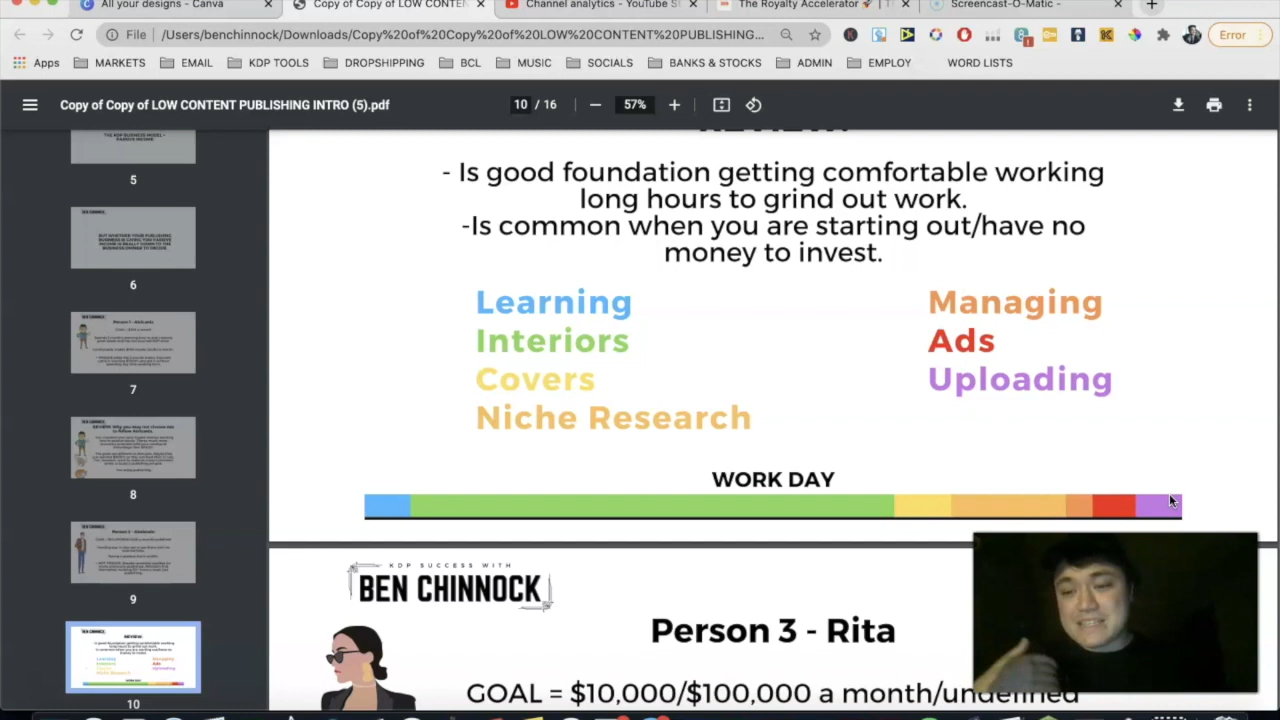 All your designs - Canva
Copy of Copy of LOW CONTEN
Channel analytics - YouTube S
The Royalty Accelerator
Screencast-O-Matic -
File
/Users/benchinnock/Downloads/Copy%20of%20Copy%20of%20LOW%20CONTENT%20PUBLISHING...
Error
Apps
MARKETS
EMAIL
KDP TOOLS
DROPSHIPPING
BCL
MUSIC
SOCIALS
BANKS & STOCKS
ADMIN
EMPLOY
WORD LISTS
Copy of Copy of LOW CONTENT PUBLISHING INTRO (5).pdf
10 / 16
57%
5
6
7
8
9
10
- Is good foundation getting comfortable working
long hours to grind out work.
-Is common when you are starting out/have no
money to invest.
Learning
Interiors
Covers
Niche Research
Managing
Ads
Uploading
WORK DAY
KDP SUCCESS WITH
BEN CHINNOCK
Person 3 - Rita
GOAL = $10,000/$100,000 a month/undefined